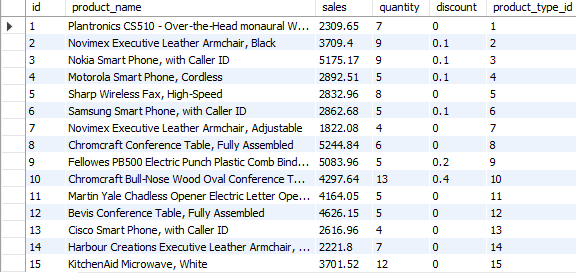 id product_name sales quantity discount product_type_id
1 Plantronics CS510 - Over-the-Head monaural W... 2309.65 7 0 1
2 Novimex Executive Leather Armchair, Black 3709.4 9 0.1 2
3 Nokia Smart Phone, with Caller ID 5175.17 9 0.1 3
4 Motorola Smart Phone, Cordless 2892.51 5 0.1 4
5 Sharp Wireless Fax, High-Speed 2832.96 8 0 5
6 Samsung Smart Phone, with Caller ID 2862.68 5 0.1 6
7 Novimex Executive Leather Armchair, Adjustable 1822.08 4 0 7
8 Chromcraft Conference Table, Fully Assembled 5244.84 6 0 8
9 Fellowes PB500 Electric Punch Plastic Comb Bind... 5083.96 5 0.2 9
10 Chromcraft Bull-Nose Wood Oval Conference T... 4297.64 13 0.4 10
11 Martin Yale Chadless Opener Electric Letter Ope... 4164.05 5 0 11
12 Bevis Conference Table, Fully Assembled 4626.15 5 0 12
13 Cisco Smart Phone, with Caller ID 2616.96 4 0 13
14 Harbour Creations Executive Leather Armchair, ... 2221.8 7 0 14
15 KitchenAid Microwave, White 3701.52 12 0 15